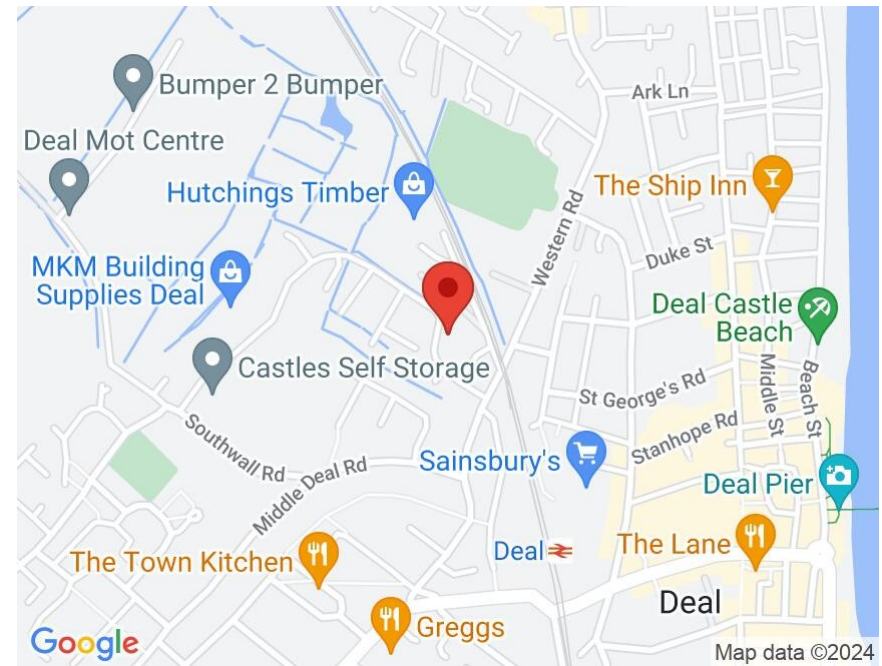 Ark Ln
Bumper 2 Bumper
Deal Mot Centre
Hutchings Timber
The Ship Inn
Western Rd
Duke St
MKM Building
Supplies Deal
Deal Castle
Beach
Castles Self Storage
Middle St
Beach St
St George's Rd
Stanhope Rd
Southwall Rd
Middle Deal Rd
Sainsbury's
Deal Pier
Deal
The Lane
The Town Kitchen
Deal
Greggs
Google
Map data ©2024